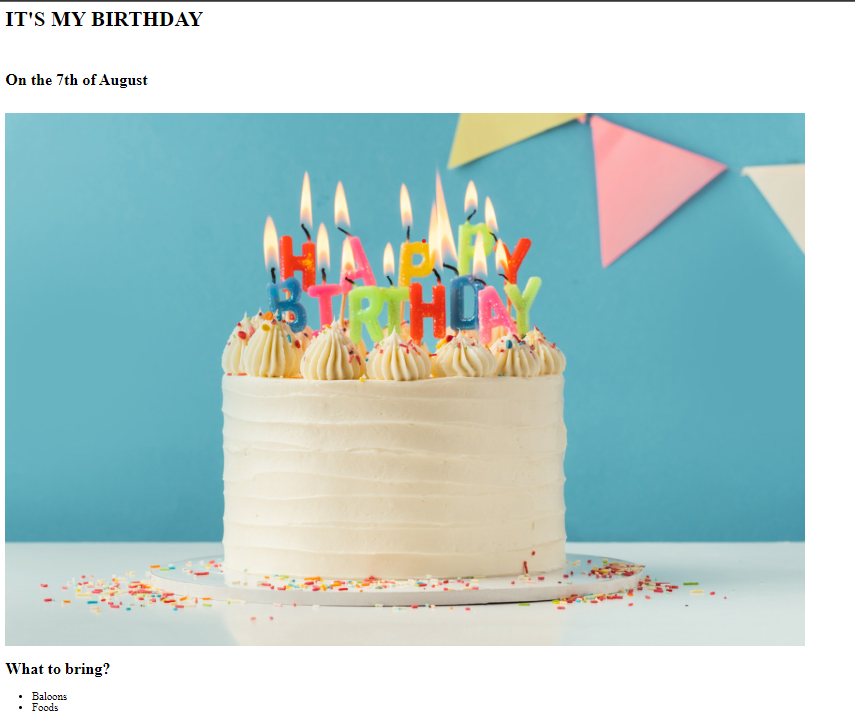 IT'S MY BIRTHDAY
On the 7th of August
HAPPY
BIRTHDAY
What to bring?
Baloons
Foods